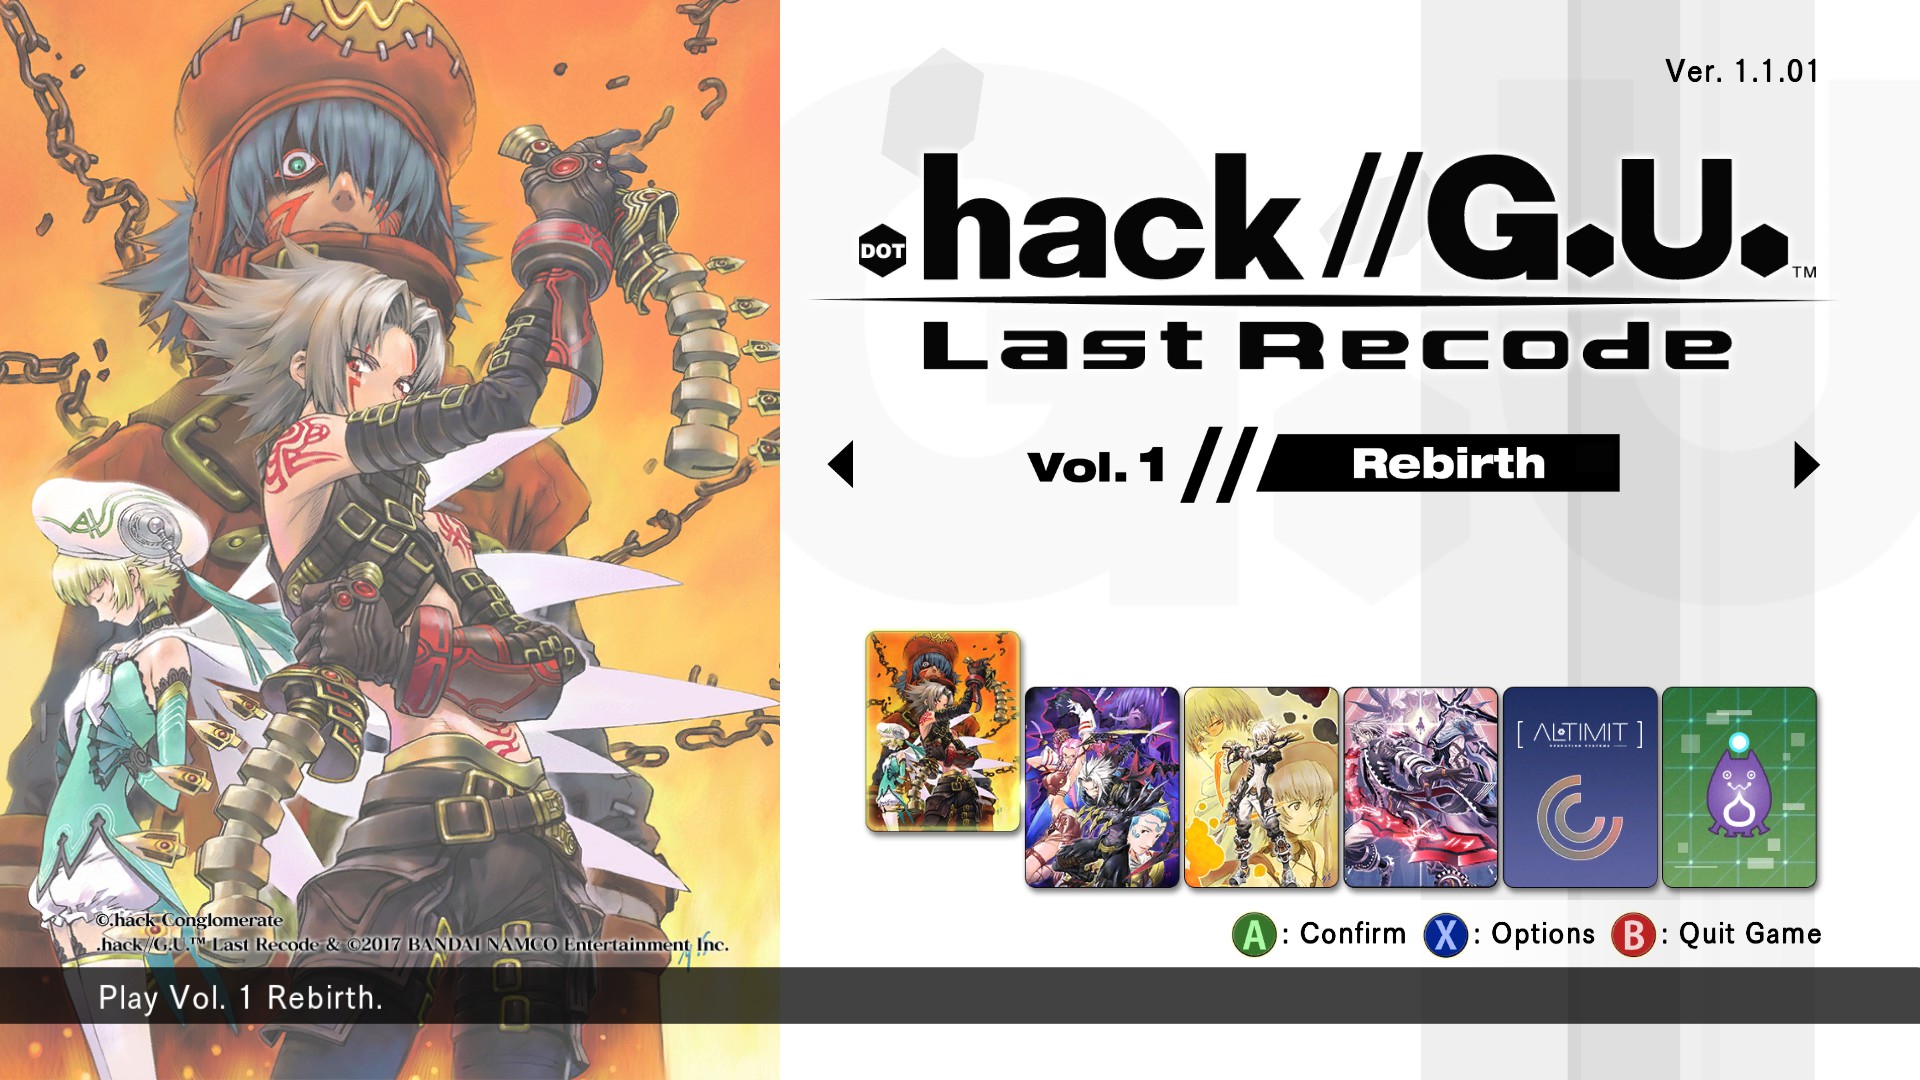 Ver. 1.1.01
DOT .hack//G.U. TM
Last Recode
Vol. 1 // Rebirth
[ ALTIMIT ]
A : Confirm X : Options B : Quit Game
©.hack Conglomerate
.hack//G.U.™ Last Recode & ©2017 BANDAI NAMCO Entertainment Inc.
Play Vol. 1 Rebirth.